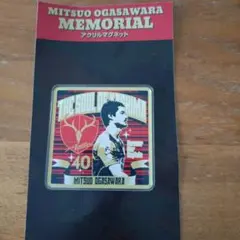 MITSUO OGASAWARA
MEMORIAL
アクリルマグネット
40
MITSUO OGASAWARA